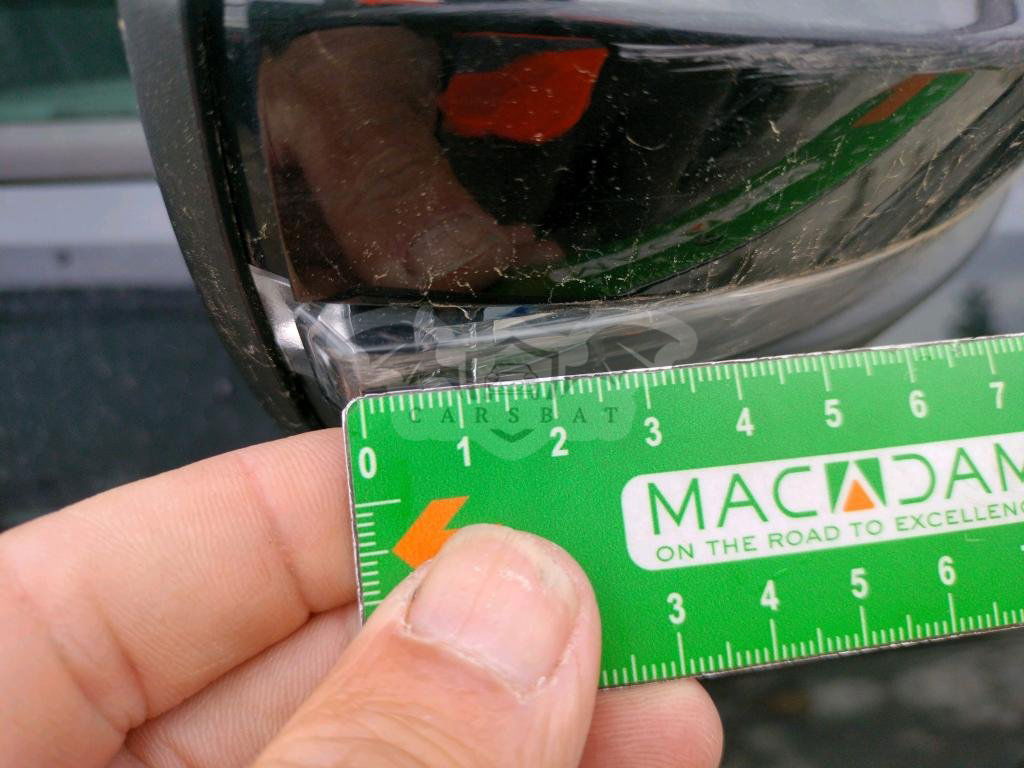 CARSBAT
0 1 2 3 4 5 6 7
MACADAM
ON THE ROAD TO EXCELLENC
3 4 5 6